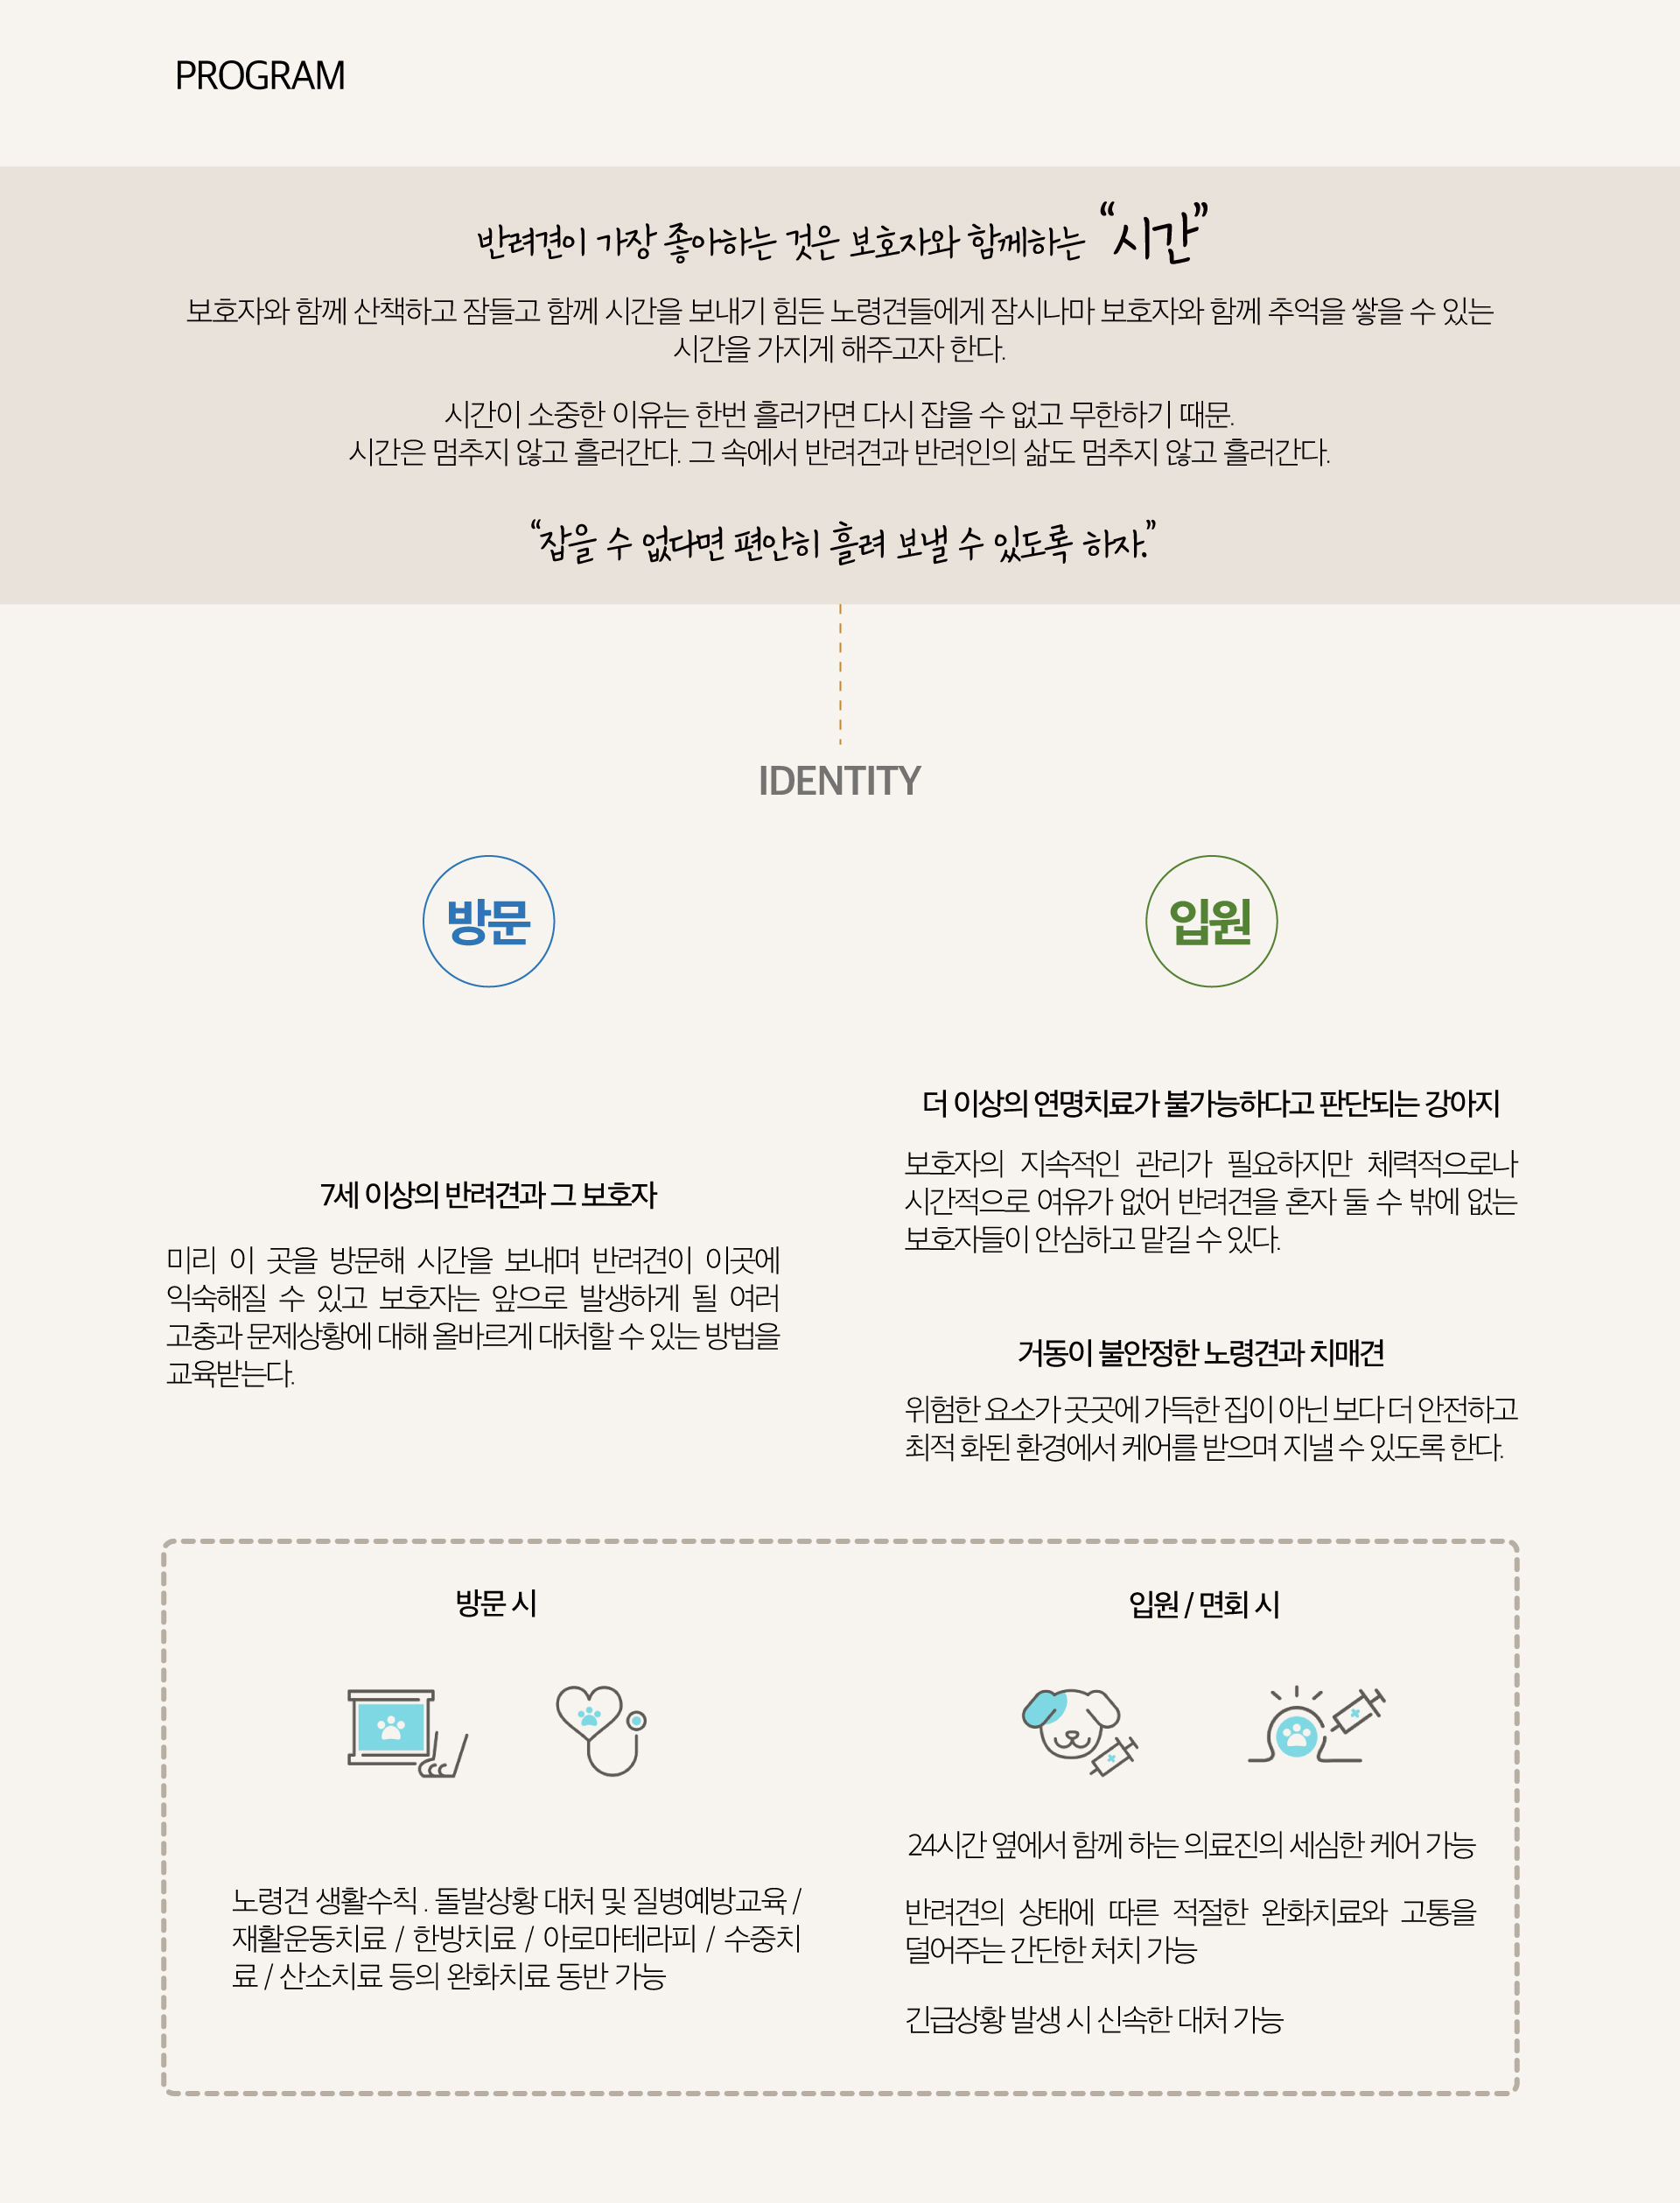 PROGRAM
반려견이 가장 좋아하는 것은 보호자와 함께하는 “시간”
보호자와 함께 산책하고 잠들고 함께 시간을 보내기 힘든 노령견들에게 잠시나마 보호자와 함께 추억을 쌓을 수 있는
시간을 가지게 해주고자 한다.
시간이 소중한 이유는 한번 흘러가면 다시 잡을 수 없고 무한하기 때문.
시간은 멈추지 않고 흘러간다. 그 속에서 반려견과 반려인의 삶도 멈추지 않고 흘러간다.
“잡을 수 없다면 편안히 흘려 보낼 수 있도록 하자.”
IDENTITY
방문
7세 이상의 반려견과 그 보호자
미리 이 곳을 방문해 시간을 보내며 반려견이 이곳에
익숙해질 수 있고 보호자는 앞으로 발생하게 될 여러
고충과 문제상황에 대해 올바르게 대처할 수 있는 방법을
교육받는다.
입원
더 이상의 연명치료가 불가능하다고 판단되는 강아지
보호자의 지속적인 관리가 필요하지만 체력적으로나
시간적으로 여유가 없어 반려견을 혼자 둘 수 밖에 없는
보호자들이 안심하고 맡길 수 있다.
거동이 불안정한 노령견과 치매견
위험한 요소가 곳곳에 가득한 집이 아닌 보다 더 안전하고
최적 화된 환경에서 케어를 받으며 지낼 수 있도록 한다.
방문 시
노령견 생활수칙 . 돌발상황 대처 및 질병예방교육 /
재활운동치료 / 한방치료 / 아로마테라피 / 수중치
료 / 산소치료 등의 완화치료 동반 가능
입원 / 면회 시
24시간 옆에서 함께 하는 의료진의 세심한 케어 가능
반려견의 상태에 따른 적절한 완화치료와 고통을
덜어주는 간단한 처치 가능
긴급상황 발생 시 신속한 대처 가능